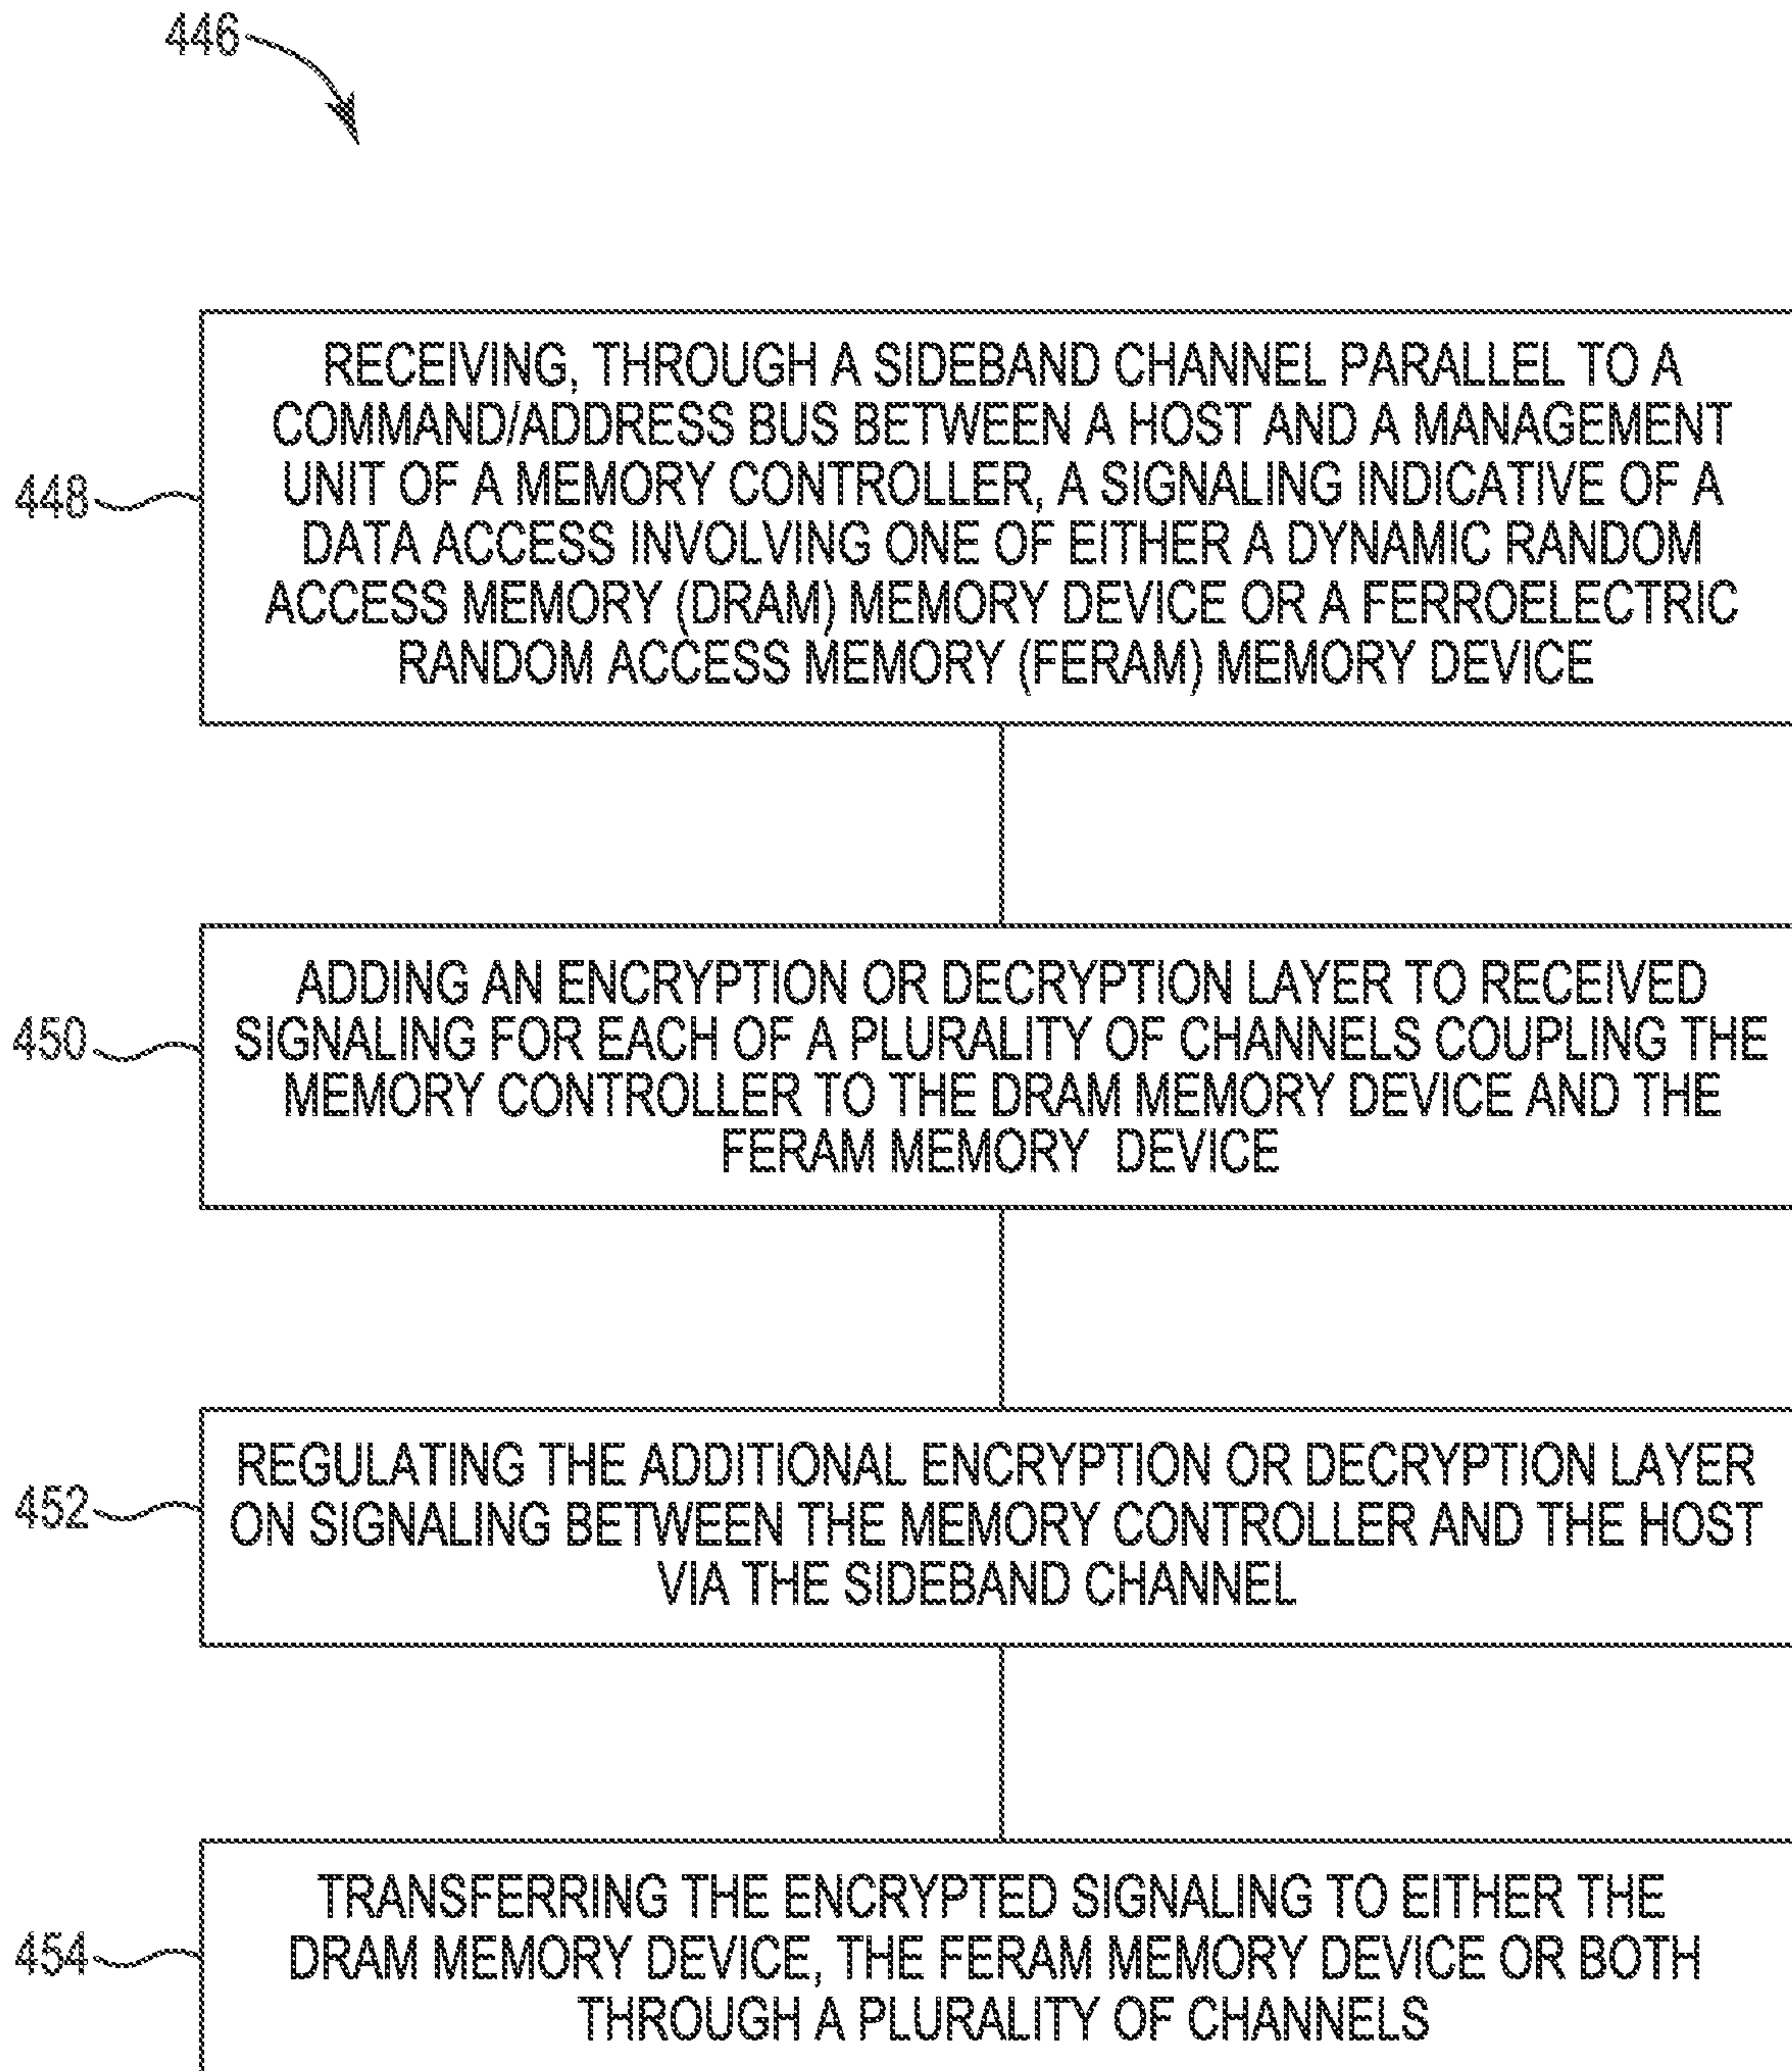 446
RECEIVING, THROUGH A SIDEBAND CHANNEL PARALLEL TO A
COMMAND/ADDRESS BUS BETWEEN A HOST AND A MANAGEMENT
UNIT OF A MEMORY CONTROLLER, A SIGNALING INDICATIVE OF A
DATA ACCESS INVOLVING ONE OF EITHER A DYNAMIC RANDOM
ACCESS MEMORY (DRAM) MEMORY DEVICE OR A FERROELECTRIC
RANDOM ACCESS MEMORY (FERAM) MEMORY DEVICE
448
ADDING AN ENCRYPTION OR DECRYPTION LAYER TO RECEIVED
SIGNALING FOR EACH OF A PLURALITY OF CHANNELS COUPLING THE
MEMORY CONTROLLER TO THE DRAM MEMORY DEVICE AND THE
FERAM MEMORY DEVICE
450
REGULATING THE ADDITIONAL ENCRYPTION OR DECRYPTION LAYER
ON SIGNALING BETWEEN THE MEMORY CONTROLLER AND THE HOST
VIA THE SIDEBAND CHANNEL
452
TRANSFERRING THE ENCRYPTED SIGNALING TO EITHER THE
DRAM MEMORY DEVICE, THE FERAM MEMORY DEVICE OR BOTH
THROUGH A PLURALITY OF CHANNELS
454